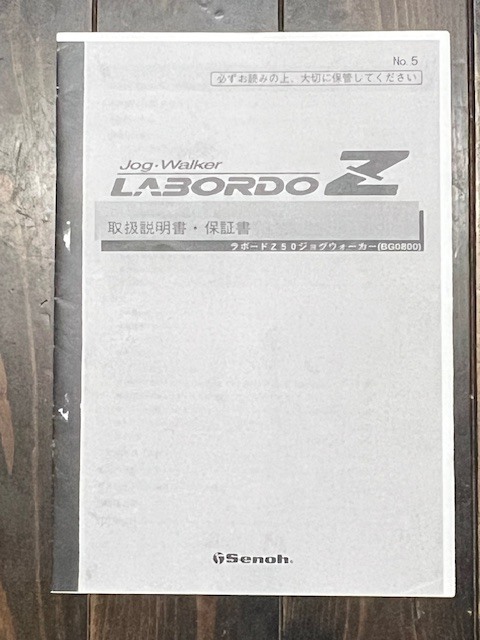 No. 5
必ずお読みの上、大切に保管してください
Jog・Walker
LABORDO Z
取扱説明書・保証書
ラボードZ50ジョグウォーカー(BG0800)
Senoh®